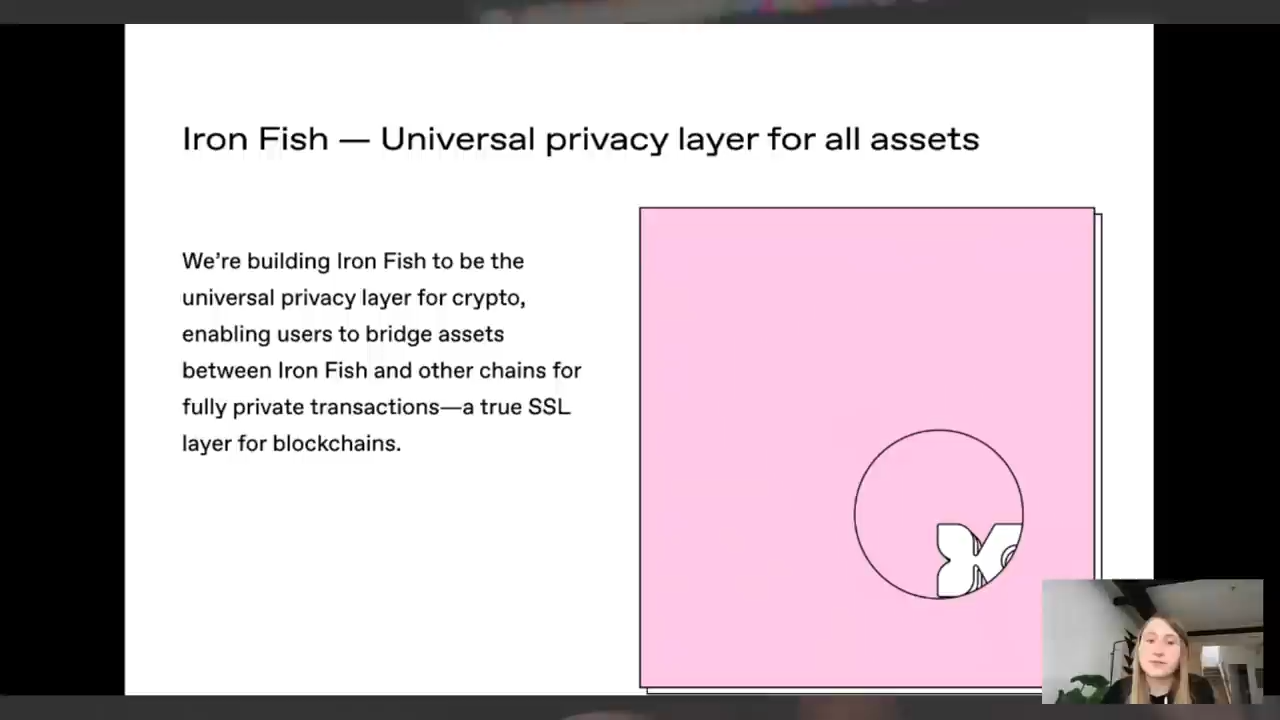 Iron Fish — Universal privacy layer for all assets
We’re building Iron Fish to be the
universal privacy layer for crypto,
enabling users to bridge assets
between Iron Fish and other chains for
fully private transactions—a true SSL
layer for blockchains.